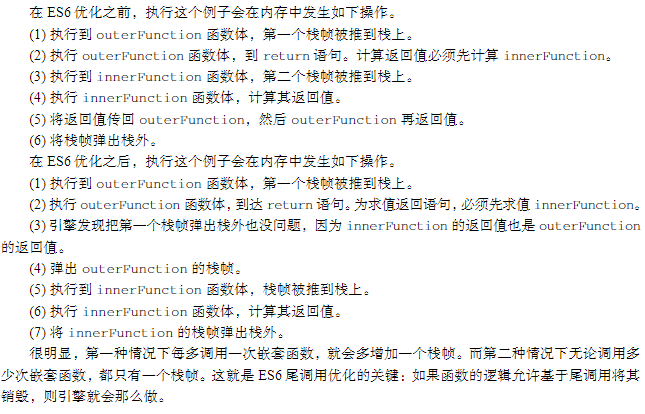 在 ES6 优化之前，执行这个例子会在内存中发生如下操作。
(1) 执行到 outerFunction 函数体，第一个栈帧被推到栈上。
(2) 执行 outerFunction 函数体，到 return 语句。计算返回值必须先计算 innerFunction。
(3) 执行到 innerFunction 函数体，第二个栈帧被推到栈上。
(4) 执行 innerFunction 函数体，计算其返回值。
(5) 将返回值传回 outerFunction，然后 outerFunction 再返回值。
(6) 将栈帧弹出栈外。
在 ES6 优化之后，执行这个例子会在内存中发生如下操作。
(1) 执行到 outerFunction 函数体，第一个栈帧被推到栈上。
(2) 执行 outerFunction 函数体，到达 return 语句。为求值返回语句，必须先求值 innerFunction。
(3) 引擎发现把第一个栈帧弹出栈外也没问题，因为 innerFunction 的返回值也是 outerFunction
的返回值。
(4) 弹出 outerFunction 的栈帧。
(5) 执行到 innerFunction 函数体，栈帧被推到栈上。
(6) 执行 innerFunction 函数体，计算其返回值。
(7) 将 innerFunction 的栈帧弹出栈外。
很明显，第一种情况下每多调用一次嵌套函数，就会多增加一个栈帧。而第二种情况下无论调用多
少次嵌套函数，都只有一个栈帧。这就是 ES6 尾调用优化的关键：如果函数的逻辑允许基于尾调用将其
销毁，则引擎就会那么做。